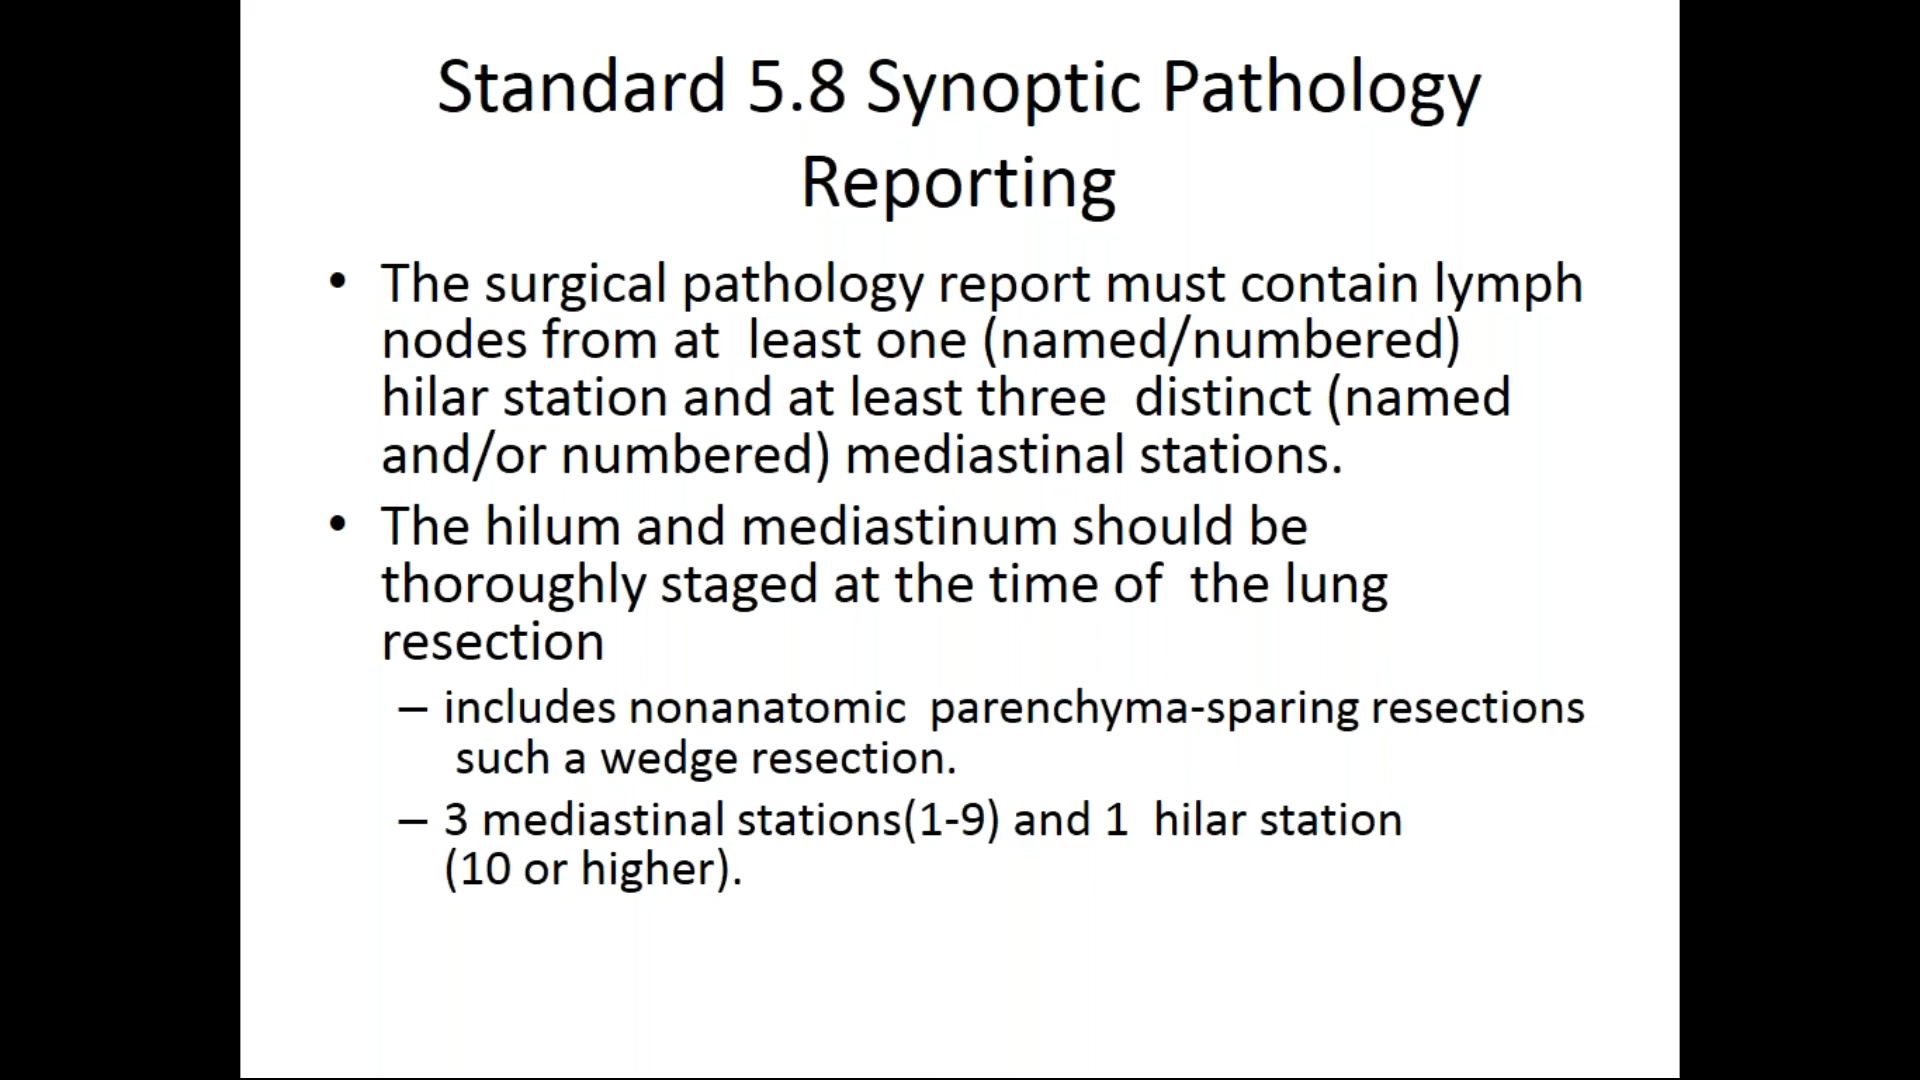 Standard 5.8 Synoptic Pathology
Reporting
• The surgical pathology report must contain lymph
nodes from at least one (named/numbered)
hilar station and at least three distinct (named
and/or numbered) mediastinal stations.
• The hilum and mediastinum should be
thoroughly staged at the time of the lung
resection
– includes nonanatomic parenchyma-sparing resections
such a wedge resection.
– 3 mediastinal stations(1-9) and 1 hilar station
(10 or higher).